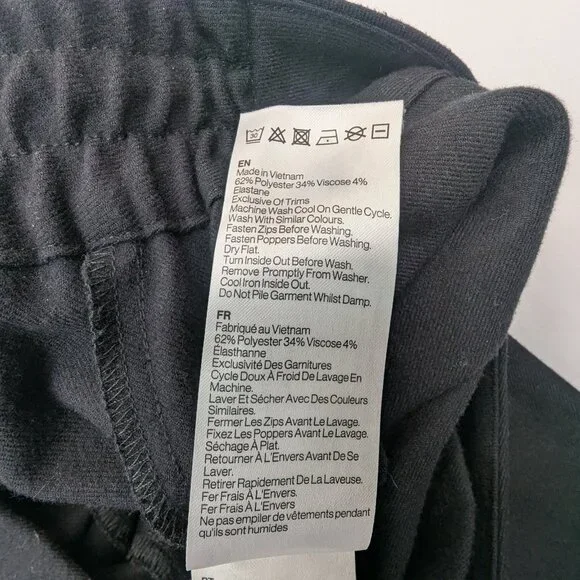 30
EN
Made in Vietnam
62% Polyester 34% Viscose 4%
Elastane
Exclusive Of Trims
Machine Wash Cool On Gentle Cycle.
Wash With Similar Colours.
Fasten Zips Before Washing.
Fasten Poppers Before Washing.
Dry Flat.
Turn Inside Out Before Wash.
Remove Promptly From Washer.
Cool Iron Inside Out.
Do Not Pile Garment Whilst Damp.
FR
Fabriqué au Vietnam
62% Polyester 34% Viscose 4%
Élasthanne
Exclusivité Des Garnitures
Cycle Doux À Froid De Lavage En
Machine.
Laver Et Sécher Avec Des Couleurs
Similaires.
Fermer Les Zips Avant Le Lavage.
Fixez Les Poppers Avant Le Lavage.
Séchage À Plat.
Retourner À L'Envers Avant De Se
Laver.
Retirer Rapidement De La Laveuse.
Fer Frais À L'Envers.
Fer Frais À L'Envers
Ne pas empiler de vêtements pendant
qu'ils sont humides